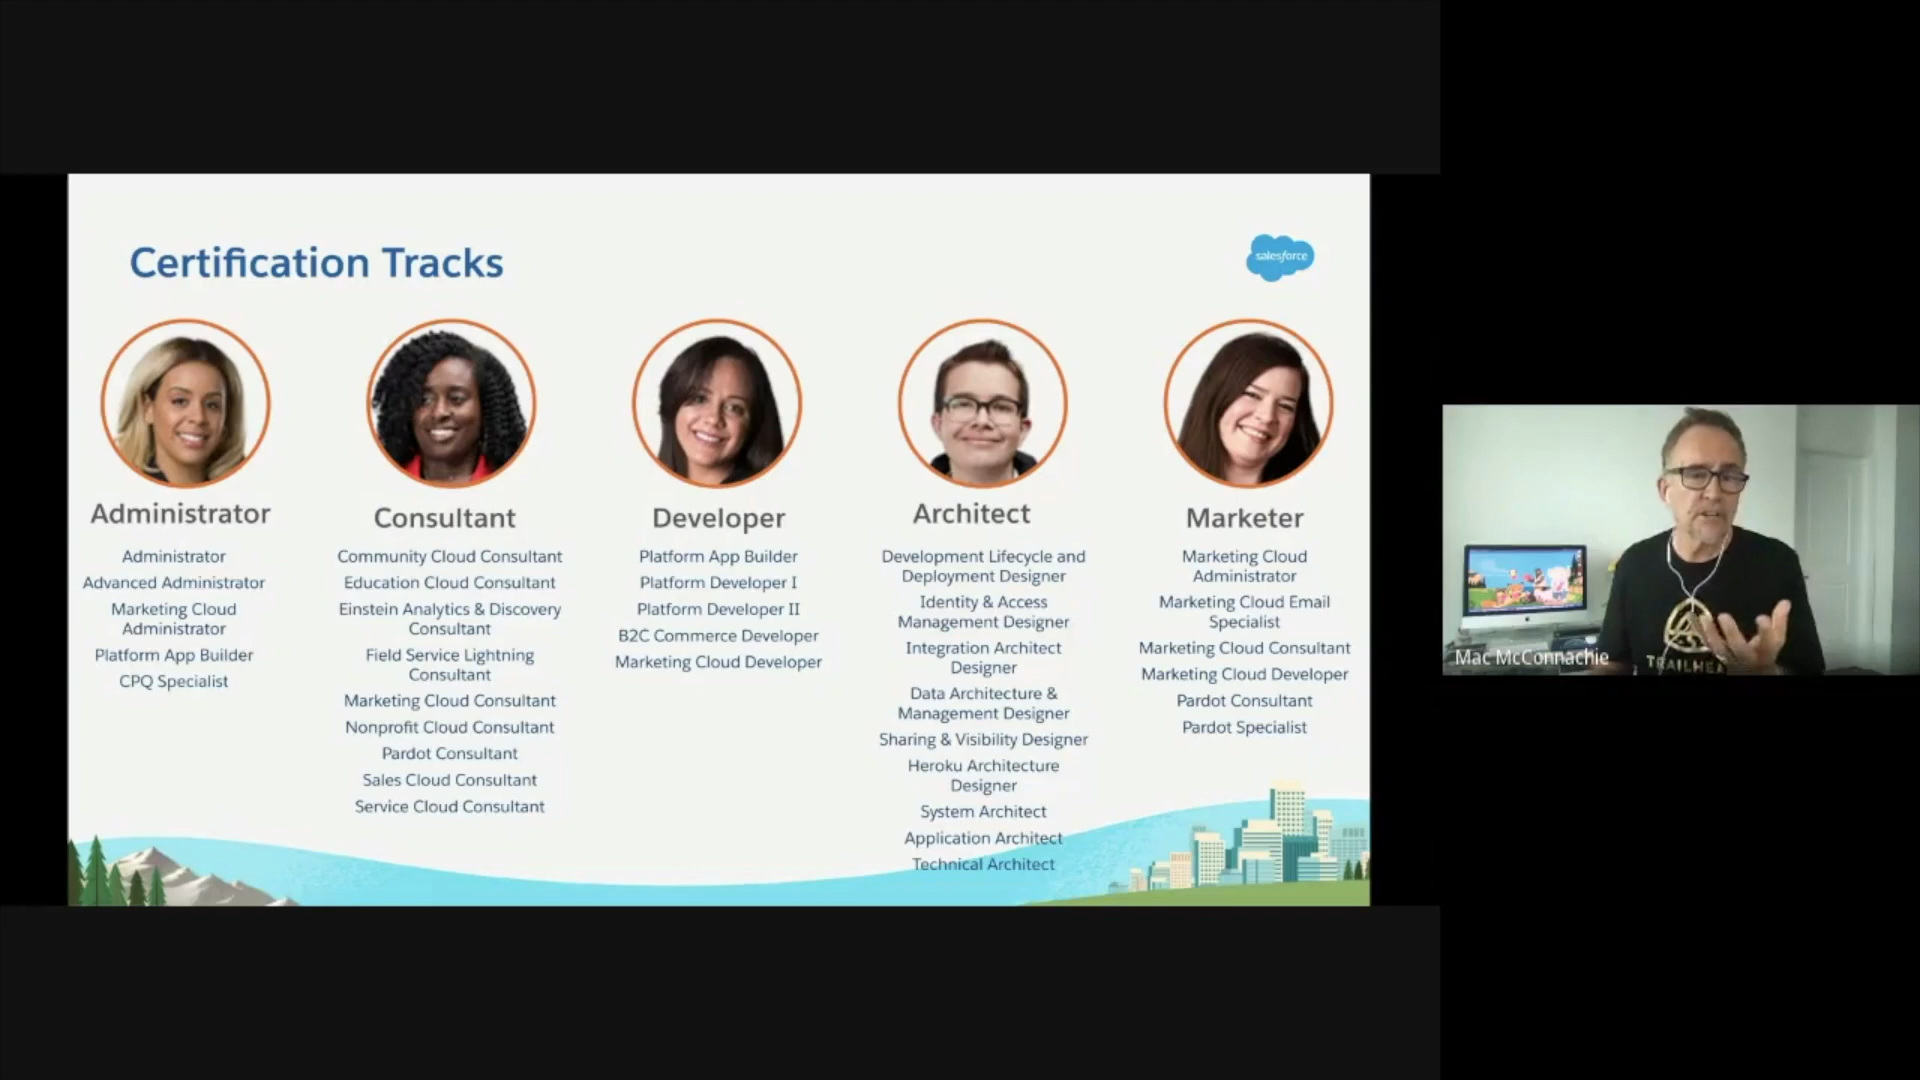 Certification Tracks
salesforce
Administrator
Administrator
Advanced Administrator
Marketing Cloud
Administrator
Platform App Builder
CPQ Specialist
Consultant
Community Cloud Consultant
Education Cloud Consultant
Einstein Analytics & Discovery
Consultant
Field Service Lightning
Consultant
Marketing Cloud Consultant
Nonprofit Cloud Consultant
Pardot Consultant
Sales Cloud Consultant
Service Cloud Consultant
Developer
Platform App Builder
Platform Developer I
Platform Developer II
B2C Commerce Developer
Marketing Cloud Developer
Architect
Development Lifecycle and
Deployment Designer
Identity & Access
Management Designer
Integration Architect
Designer
Data Architecture &
Management Designer
Sharing & Visibility Designer
Heroku Architecture
Designer
System Architect
Application Architect
Technical Architect
Marketer
Marketing Cloud
Administrator
Marketing Cloud Email
Specialist
Marketing Cloud Consultant
Marketing Cloud Developer
Pardot Consultant
Pardot Specialist
Mac McConnachie